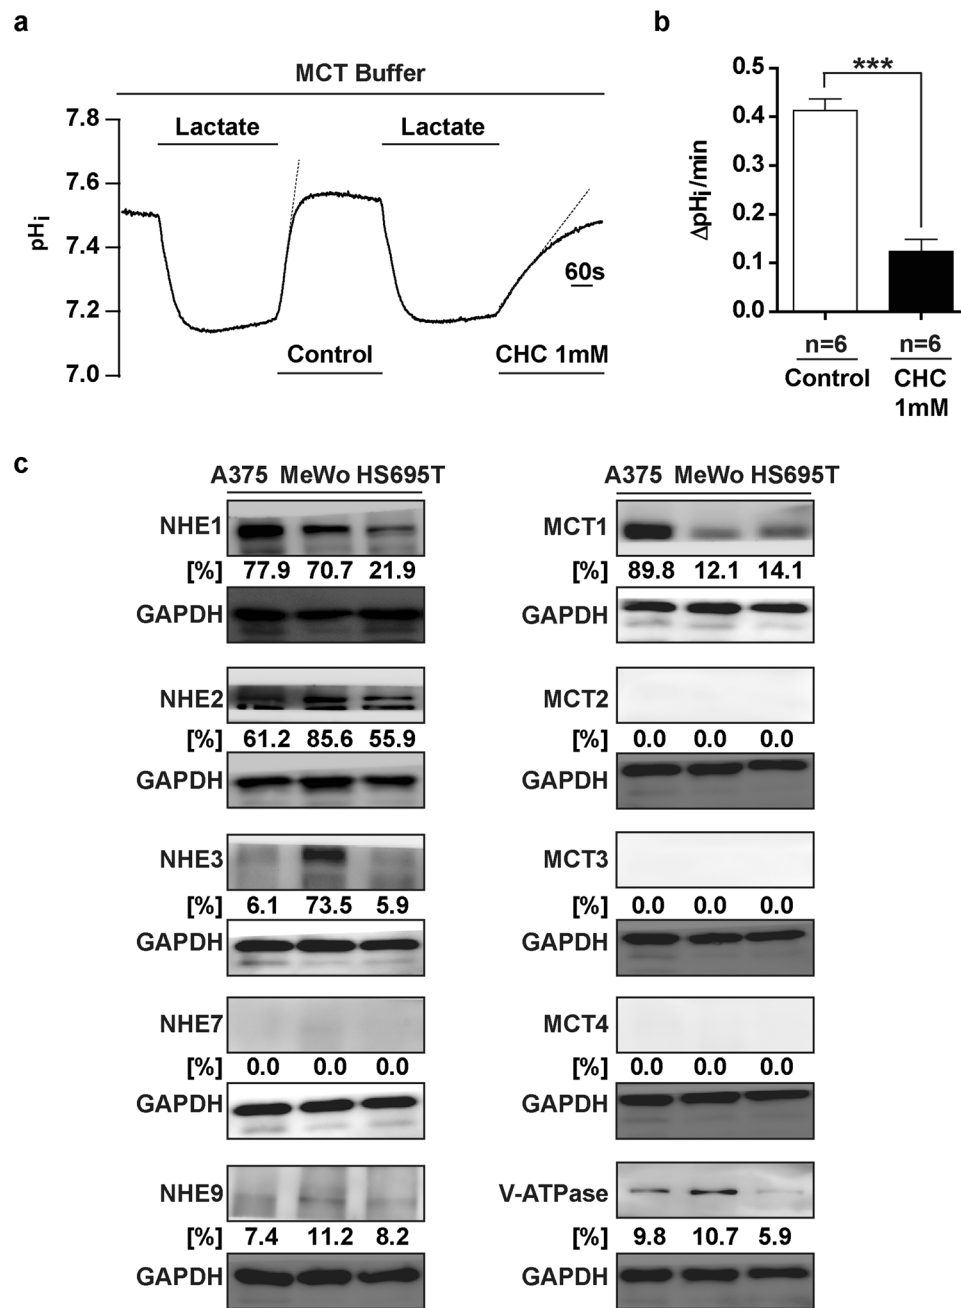 a
MCT Buffer
Lactate
Lactate
7.8
7.6
7.4
7.2
7.0
pHi
60s
Control
CHC 1mM
b
***
0.5
0.4
0.3
0.2
0.1
0.0
ΔpHi/min
n=6
n=6
Control
CHC
1mM
c
A375 MeWo HS695T
NHE1
[%] 77.9 70.7 21.9
GAPDH
NHE2
[%] 61.2 85.6 55.9
GAPDH
NHE3
[%] 6.1 73.5 5.9
GAPDH
NHE7
[%] 0.0 0.0 0.0
GAPDH
NHE9
[%] 7.4 11.2 8.2
GAPDH
A375 MeWo HS695T
MCT1
[%] 89.8 12.1 14.1
GAPDH
MCT2
[%] 0.0 0.0 0.0
GAPDH
MCT3
[%] 0.0 0.0 0.0
GAPDH
MCT4
[%] 0.0 0.0 0.0
GAPDH
V-ATPase
[%] 9.8 10.7 5.9
GAPDH